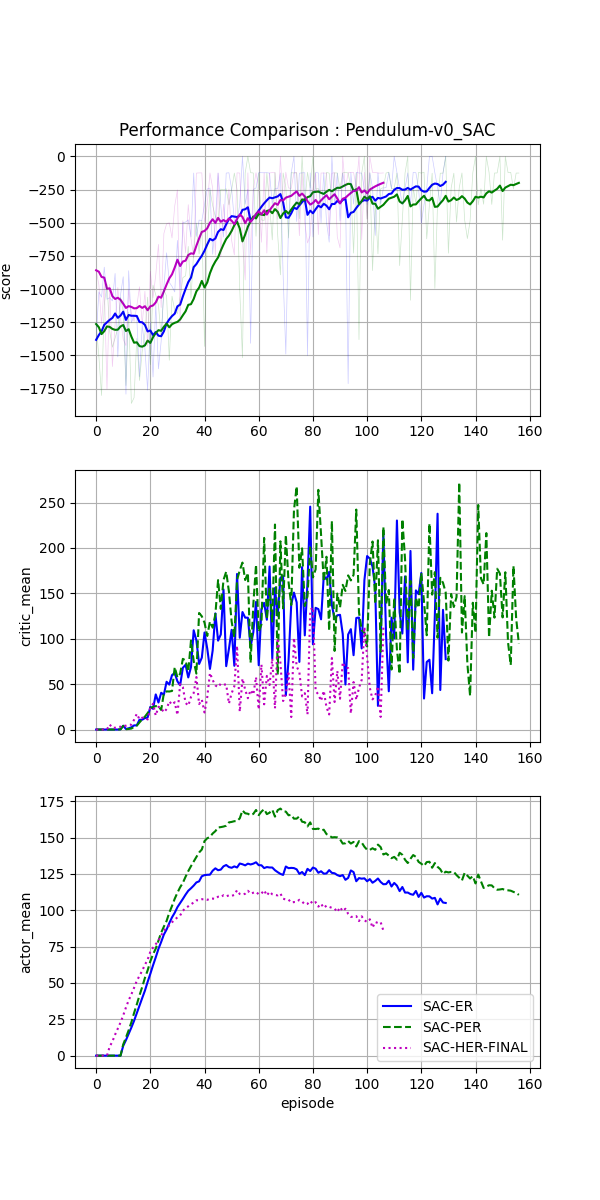 Performance Comparison : Pendulum-v0_SAC
score
0
−250
−500
−750
−1000
−1250
−1500
−1750
0 20 40 60 80 100 120 140 160
critic_mean
250
200
150
100
50
0
0 20 40 60 80 100 120 140 160
actor_mean
175
150
125
100
75
50
25
0
SAC-ER
SAC-PER
SAC-HER-FINAL
0 20 40 60 80 100 120 140 160
episode